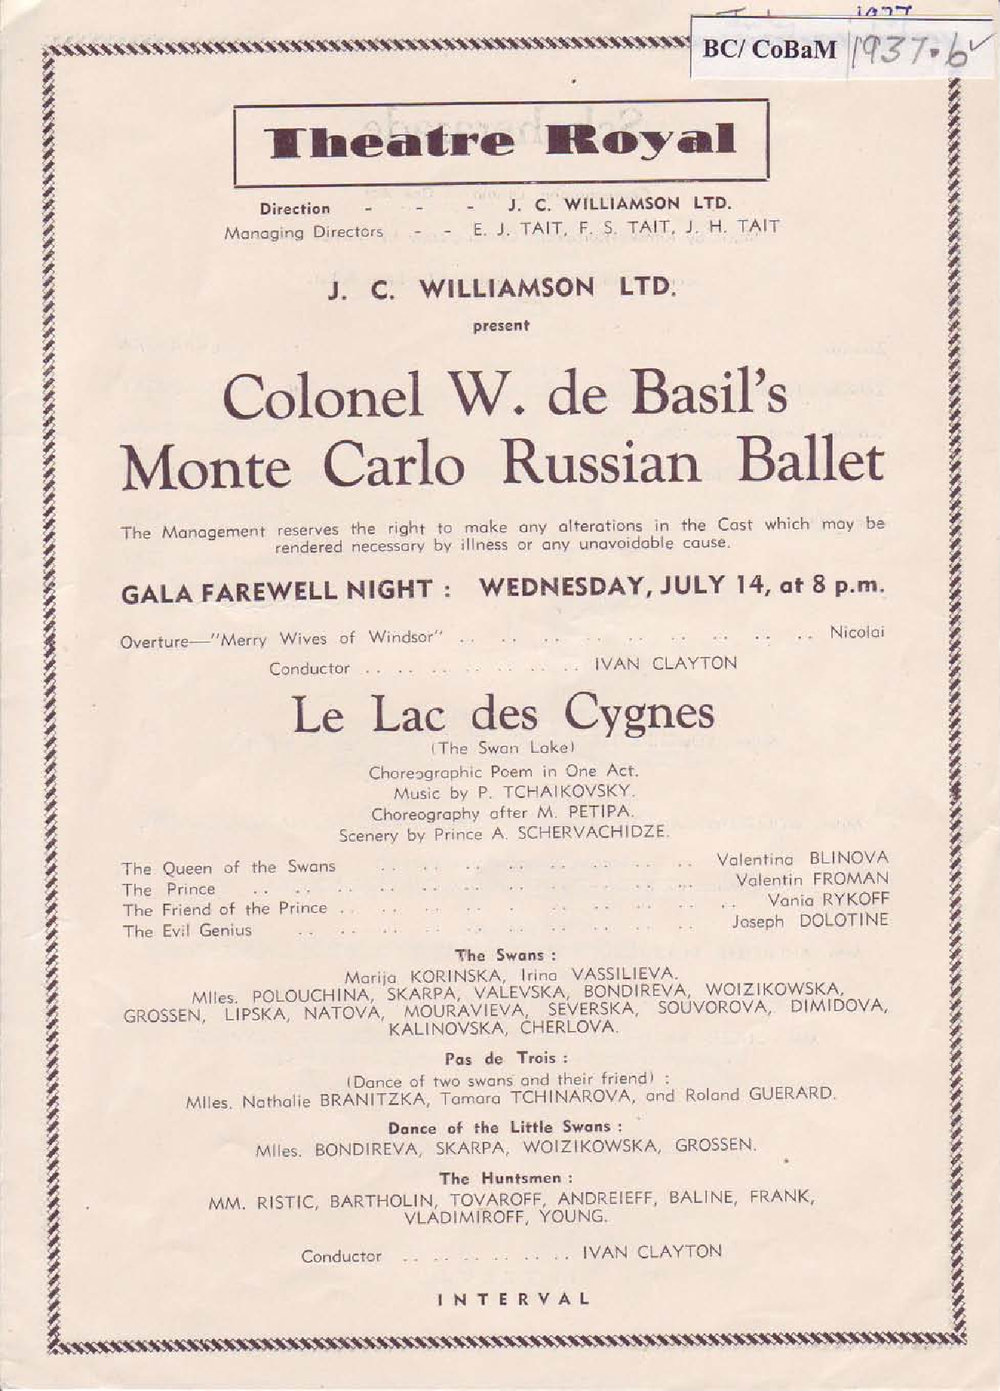 BC/ CoBaM 1937.6
Theatre Royal
Direction - - - J. C. WILLIAMSON LTD.
Managing Directors - - E. J. TAIT, F. S. TAIT, J. H. TAIT
J. C. WILLIAMSON LTD.
present
Colonel W. de Basil's
Monte Carlo Russian Ballet
The Management reserves the right to make any alterations in the Cast which may be
rendered necessary by illness or any unavoidable cause.
GALA FAREWELL NIGHT : WEDNESDAY, JULY 14, at 8 p.m.
Overture—"Merry Wives of Windsor" .. .. .. .. .. .. .. .. .. Nicolai
Conductor .. .. .. .. .. .. .. .. IVAN CLAYTON
Le Lac des Cygnes
(The Swan Lake)
Choreographic Poem in One Act.
Music by P. TCHAIKOVSKY.
Choreography after M. PETIPA.
Scenery by Prince A. SCHERVACHIDZE.
The Queen of the Swans .. .. .. .. .. .. .. .. Valentina BLINOVA
The Prince .. .. .. .. .. .. .. .. .. .. .. Valentin FROMAN
The Friend of the Prince .. .. .. .. .. .. .. .. .. .. Vania RYKOFF
The Evil Genius .. .. .. .. .. .. .. .. .. .. Joseph DOLOTINE
The Swans :
Marija KORINSKA, Irina VASSILIEVA.
Mlles. POLOUCHINA, SKARPA, VALEVSKA, BONDIREVA, WOIZIKOWSKA,
GROSSEN, LIPSKA, NATOVA, MOURAVIEVA, SEVERSKA, SOUVOROVA, DIMIDOVA,
KALINOVSKA, CHERLOVA.
Pas de Trois :
(Dance of two swans and their friend) :
Mlles. Nathalie BRANITZKA, Tamara TCHINAROVA, and Roland GUERARD.
Dance of the Little Swans :
Mlles. BONDIREVA, SKARPA, WOIZIKOWSKA, GROSSEN.
The Huntsmen :
MM. RISTIC, BARTHOLIN, TOVAROFF, ANDREIEFF, BALINE, FRANK,
VLADIMIROFF, YOUNG.
Conductor .. .. .. .. .. .. IVAN CLAYTON
INTERVAL